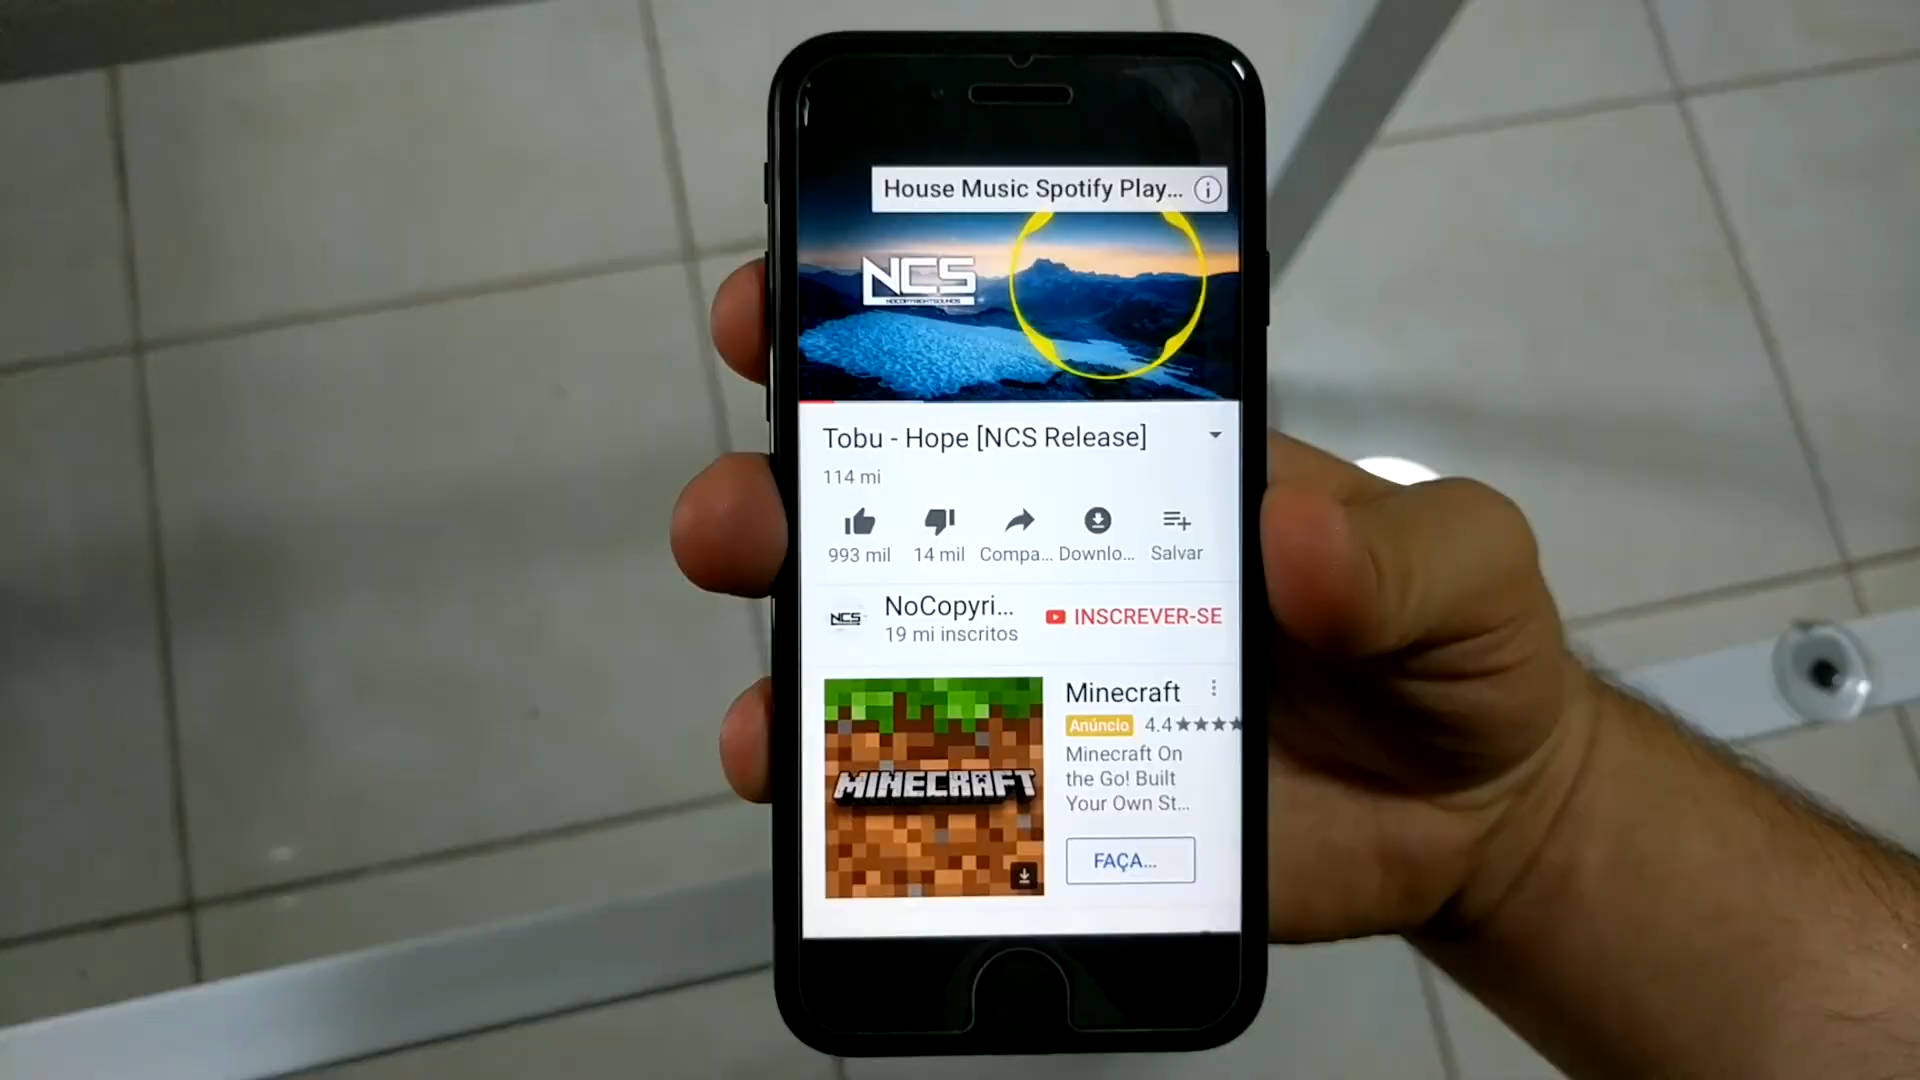 House Music Spotify Play...
NCS
NOCOPYRIGHTSOUNDS
Tobu - Hope [NCS Release]
114 mi
993 mil
14 mil
Compa...
Downlo...
Salvar
NCS
NoCopyri...
19 mi inscritos
INSCREVER-SE
MINECRAFT
Minecraft
Anúncio 4.4
Minecraft On
the Go! Built
Your Own St...
FAÇA...